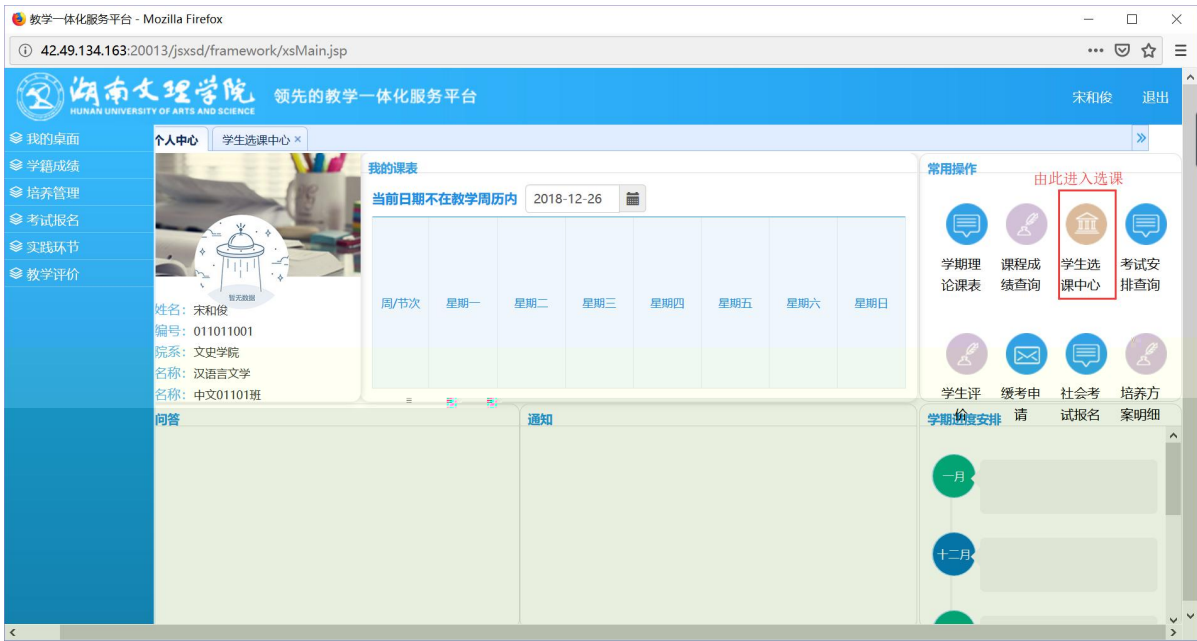 教学一体化服务平台 - Mozilla Firefox
42.49.134.163:20013/jsxsd/framework/xsMain.jsp
湖南文理学院
HUNAN UNIVERSITY OF ARTS AND SCIENCE
领先的教学一体化服务平台
宋和俊 退出
我的桌面
学籍成绩
培养管理
考试报名
实践环节
教学评价
个人中心 学生选课中心 ×
暂无数据
姓名: 宋和俊
编号: 011011001
院系: 文史学院
名称: 汉语言文学
名称: 中文01101班
我的课表
当前日期不在教学周历内 2018-12-26
周/节次 星期一 星期二 星期三 星期四 星期五 星期六 星期日
常用操作
由此进入选课
学期理论课表
课程成绩查询
学生选课中心
考试安排查询
学生评价
缓考申请
社会考试报名
培养方案明细
问答
通知
学期进度安排
一月
十二月